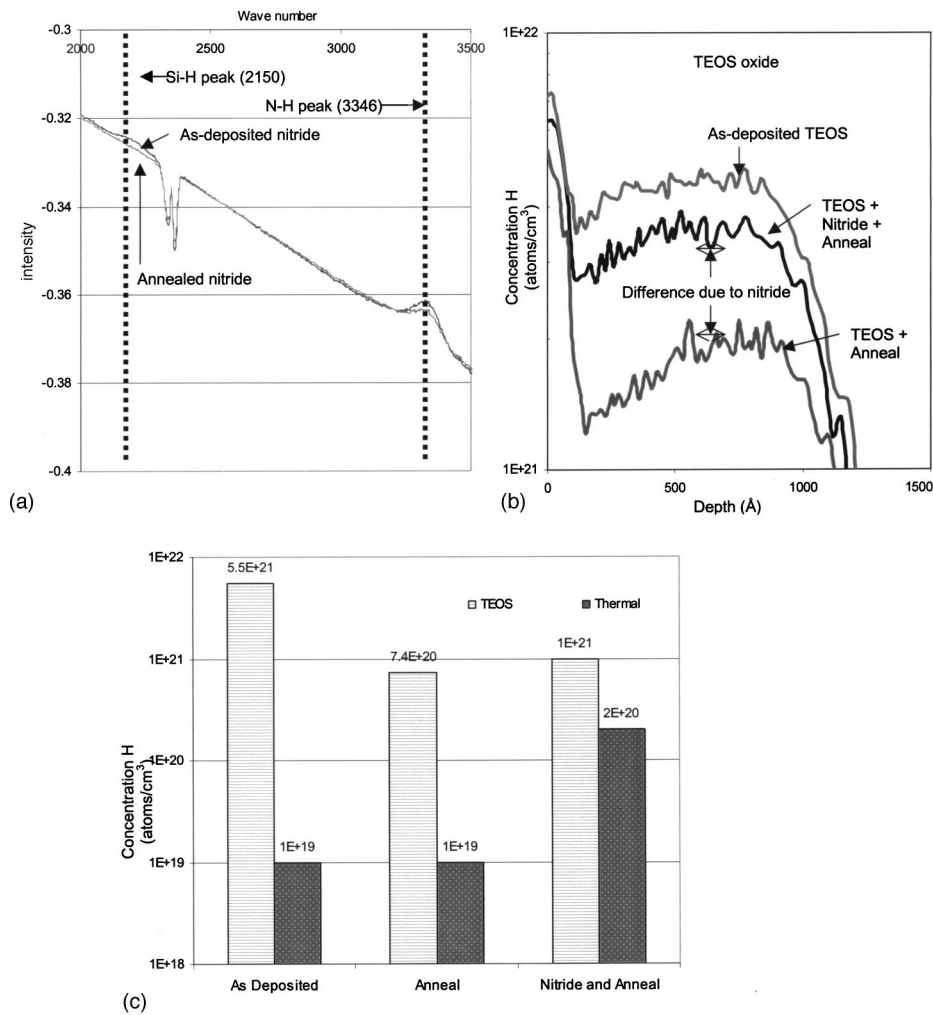 Wave number
-0.3
2000 2500 3000 3500
Si-H peak (2150)
N-H peak (3346)
-0.32
As-deposited nitride
-0.34
intensity
Annealed nitride
-0.36
-0.38
-0.4
(a)
1E+22
TEOS oxide
As-deposited TEOS
TEOS +
Nitride +
Anneal
Concentration H
(atoms/cm3)
Difference due to nitride
TEOS +
Anneal
1E+21
0 500 1000 1500
Depth (Å)
(b)
1E+22
5.5E+21
TEOS Thermal
1E+21
7.4E+20
1E+21
2E+20
Concentration H
(atoms/cm3)
1E+20
1E+19
1E+19
1E+19
1E+18
As Deposited Anneal Nitride and Anneal
(c)